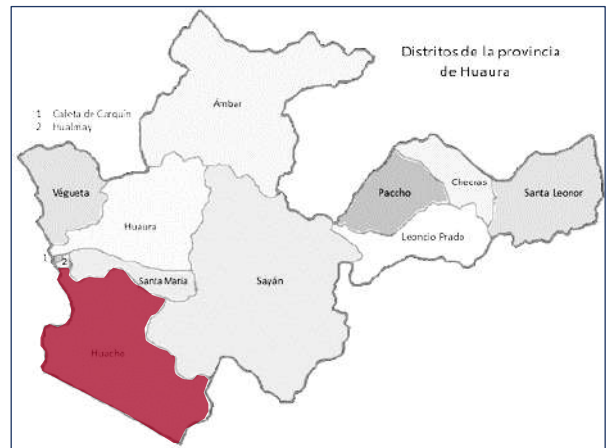 Distritos de la provincia
de Huaura
Ámbar
1 Caleta de Carquín
2 Hualmay
Végueta
Huaura
Paccho
Checras
Santa Leonor
Leoncio Prado
1
2
Santa María
Sayán
Huacho